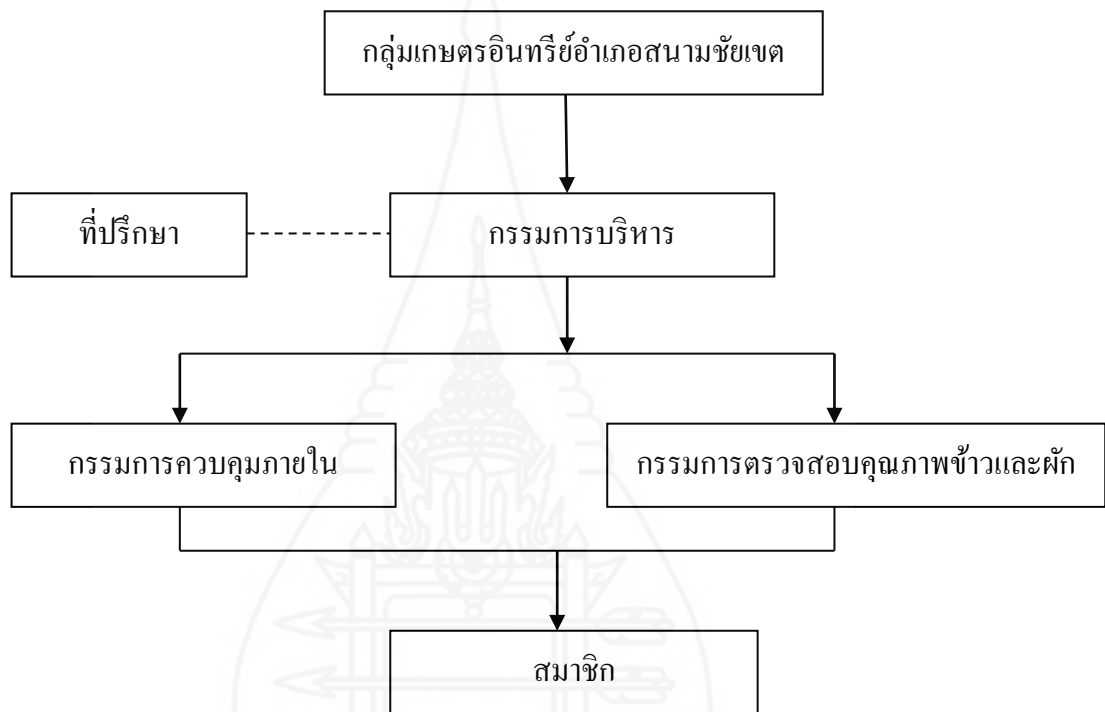 กลุ่มเกษตรอินทรีย์อำเภอสนามชัยเขต
ที่ปรึกษา
กรรมการบริหาร
กรรมการควบคุมภายใน
กรรมการตรวจสอบคุณภาพข้าวและผัก
สมาชิก